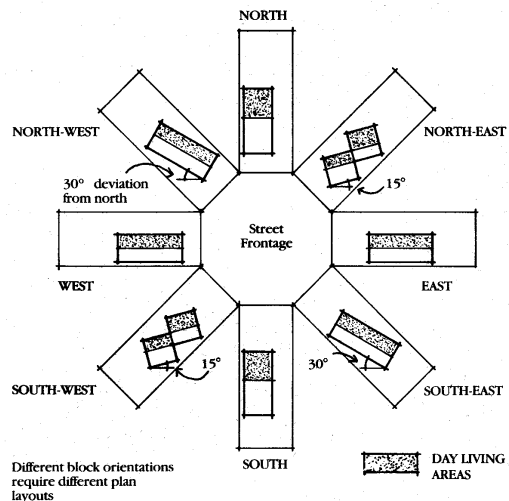 NORTH
NORTH-WEST
NORTH-EAST
30° deviation
from north
15°
Street
Frontage
WEST
EAST
15°
30°
SOUTH-WEST
SOUTH-EAST
SOUTH
DAY LIVING
AREAS
Different block orientations
require different plan
layouts